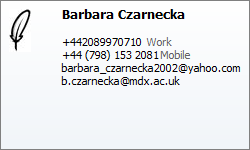 Barbara Czarnecka
+442089970710 Work
+44 (798) 153 2081 Mobile
barbara_czarnecka2002@yahoo.com
b.czarnecka@mdx.ac.uk